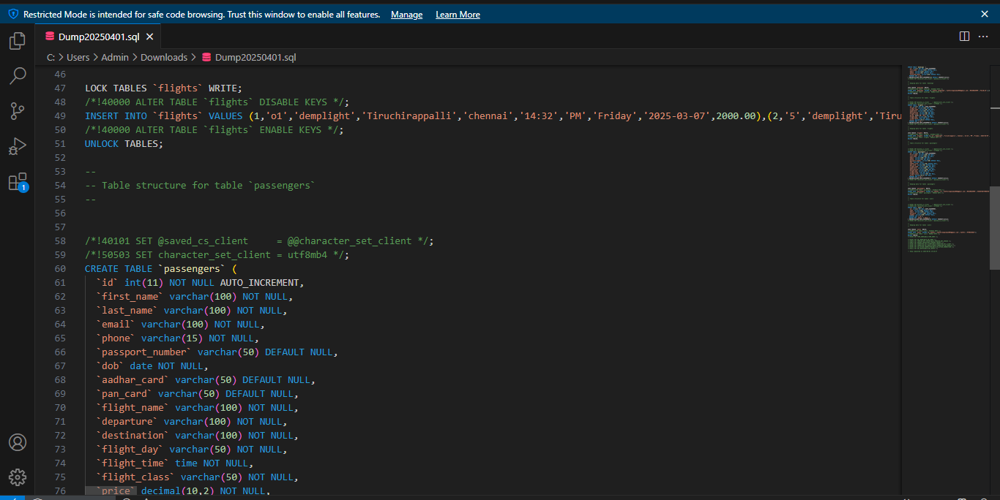 Restricted Mode is intended for safe code browsing. Trust this window to enable all features. Manage Learn More
Dump20250401.sql
C: > Users > Admin > Downloads > Dump20250401.sql
46
47 LOCK TABLES `flights` WRITE;
48 /*!40000 ALTER TABLE `flights` DISABLE KEYS */;
49 INSERT INTO `flights` VALUES (1,'o1','demplight','Tiruchirappalli','chennai','14:32','PM','Friday','2025-03-07',2000.00),(2,'5','demplight','Tiru
50 /*!40000 ALTER TABLE `flights` ENABLE KEYS */;
51 UNLOCK TABLES;
52
53 --
54 -- Table structure for table `passengers`
55 --
56
57
58 /*!40101 SET @saved_cs_client     = @@character_set_client */;
59 /*!50503 SET character_set_client = utf8mb4 */;
60 CREATE TABLE `passengers` (
61 `id` int(11) NOT NULL AUTO_INCREMENT,
62 `first_name` varchar(100) NOT NULL,
63 `last_name` varchar(100) NOT NULL,
64 `email` varchar(100) NOT NULL,
65 `phone` varchar(15) NOT NULL,
66 `passport_number` varchar(50) DEFAULT NULL,
67 `dob` date NOT NULL,
68 `aadhar_card` varchar(50) DEFAULT NULL,
69 `pan_card` varchar(50) DEFAULT NULL,
70 `flight_name` varchar(100) NOT NULL,
71 `departure` varchar(100) NOT NULL,
72 `destination` varchar(100) NOT NULL,
73 `flight_day` varchar(50) NOT NULL,
74 `flight_time` time NOT NULL,
75 `flight_class` varchar(50) NOT NULL,
76 `price` decimal(10,2) NOT NULL,
1